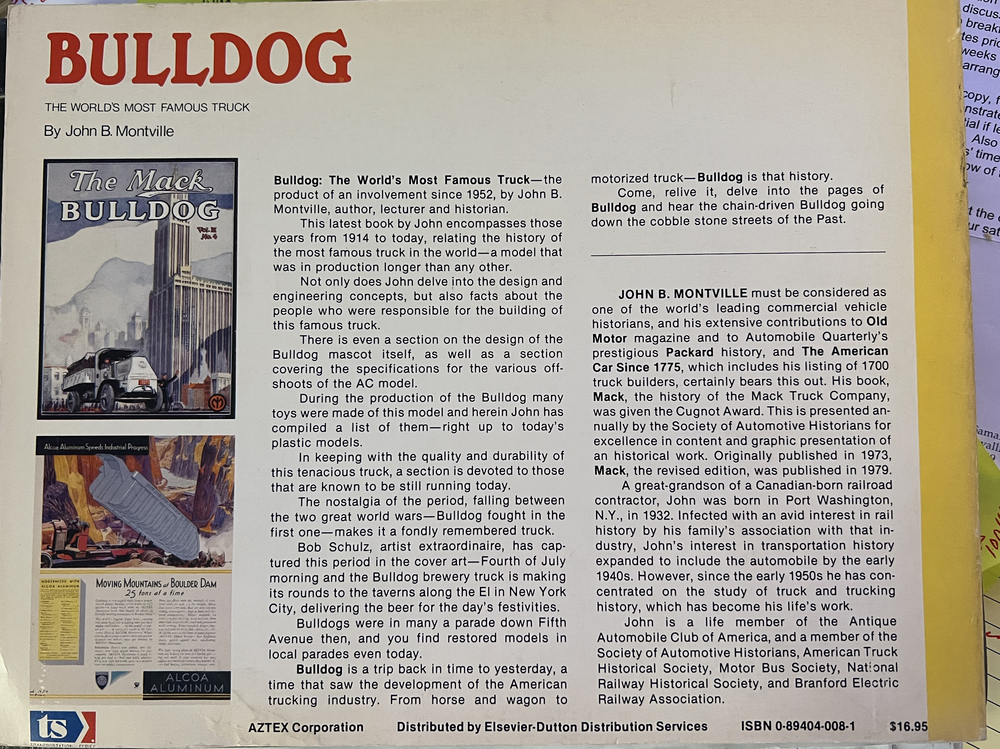 BULLDOG
THE WORLD'S MOST FAMOUS TRUCK
By John B. Montville
The Mack
BULLDOG
Vol. II
No. 4
Alcoa Aluminum Speeds Industrial Progress
MODERNIZED WITH
ALCOA ALUMINUM
MOVING MOUNTAINS at BOULDER DAM
25 tons at a time
ALCOA
ALUMINUM
Bulldog: The World's Most Famous Truck—the
product of an involvement since 1952, by John B.
Montville, author, lecturer and historian.
This latest book by John encompasses those
years from 1914 to today, relating the history of
the most famous truck in the world—a model that
was in production longer than any other.
Not only does John delve into the design and
engineering concepts, but also facts about the
people who were responsible for the building of
this famous truck.
There is even a section on the design of the
Bulldog mascot itself, as well as a section
covering the specifications for the various off-
shoots of the AC model.
During the production of the Bulldog many
toys were made of this model and herein John has
compiled a list of them—right up to today's
plastic models.
In keeping with the quality and durability of
this tenacious truck, a section is devoted to those
that are known to be still running today.
The nostalgia of the period, falling between
the two great world wars—Bulldog fought in the
first one—makes it a fondly remembered truck.
Bob Schulz, artist extraordinaire, has cap-
tured this period in the cover art—Fourth of July
morning and the Bulldog brewery truck is making
its rounds to the taverns along the El in New York
City, delivering the beer for the day's festivities.
Bulldogs were in many a parade down Fifth
Avenue then, and you find restored models in
local parades even today.
Bulldog is a trip back in time to yesterday, a
time that saw the development of the American
trucking industry. From horse and wagon to
motorized truck—Bulldog is that history.
Come, relive it, delve into the pages of
Bulldog and hear the chain-driven Bulldog going
down the cobble stone streets of the Past.
JOHN B. MONTVILLE must be considered as
one of the world's leading commercial vehicle
historians, and his extensive contributions to Old
Motor magazine and to Automobile Quarterly's
prestigious Packard history, and The American
Car Since 1775, which includes his listing of 1700
truck builders, certainly bears this out. His book,
Mack, the history of the Mack Truck Company,
was given the Cugnot Award. This is presented an-
nually by the Society of Automotive Historians for
excellence in content and graphic presentation of
an historical work. Originally published in 1973,
Mack, the revised edition, was published in 1979.
A great-grandson of a Canadian-born railroad
contractor, John was born in Port Washington,
N.Y., in 1932. Infected with an avid interest in rail
history by his family's association with that in-
dustry, John's interest in transportation history
expanded to include the automobile by the early
1940s. However, since the early 1950s he has con-
centrated on the study of truck and trucking
history, which has become his life's work.
John is a life member of the Antique
Automobile Club of America, and a member of the
Society of Automotive Historians, American Truck
Historical Society, Motor Bus Society, National
Railway Historical Society, and Branford Electric
Railway Association.
ts
AZTEX Corporation
Distributed by Elsevier-Dutton Distribution Services
ISBN 0-89404-008-1
$16.95
discus
break
tes pri
weeks
arrang
copy, f
Also
time